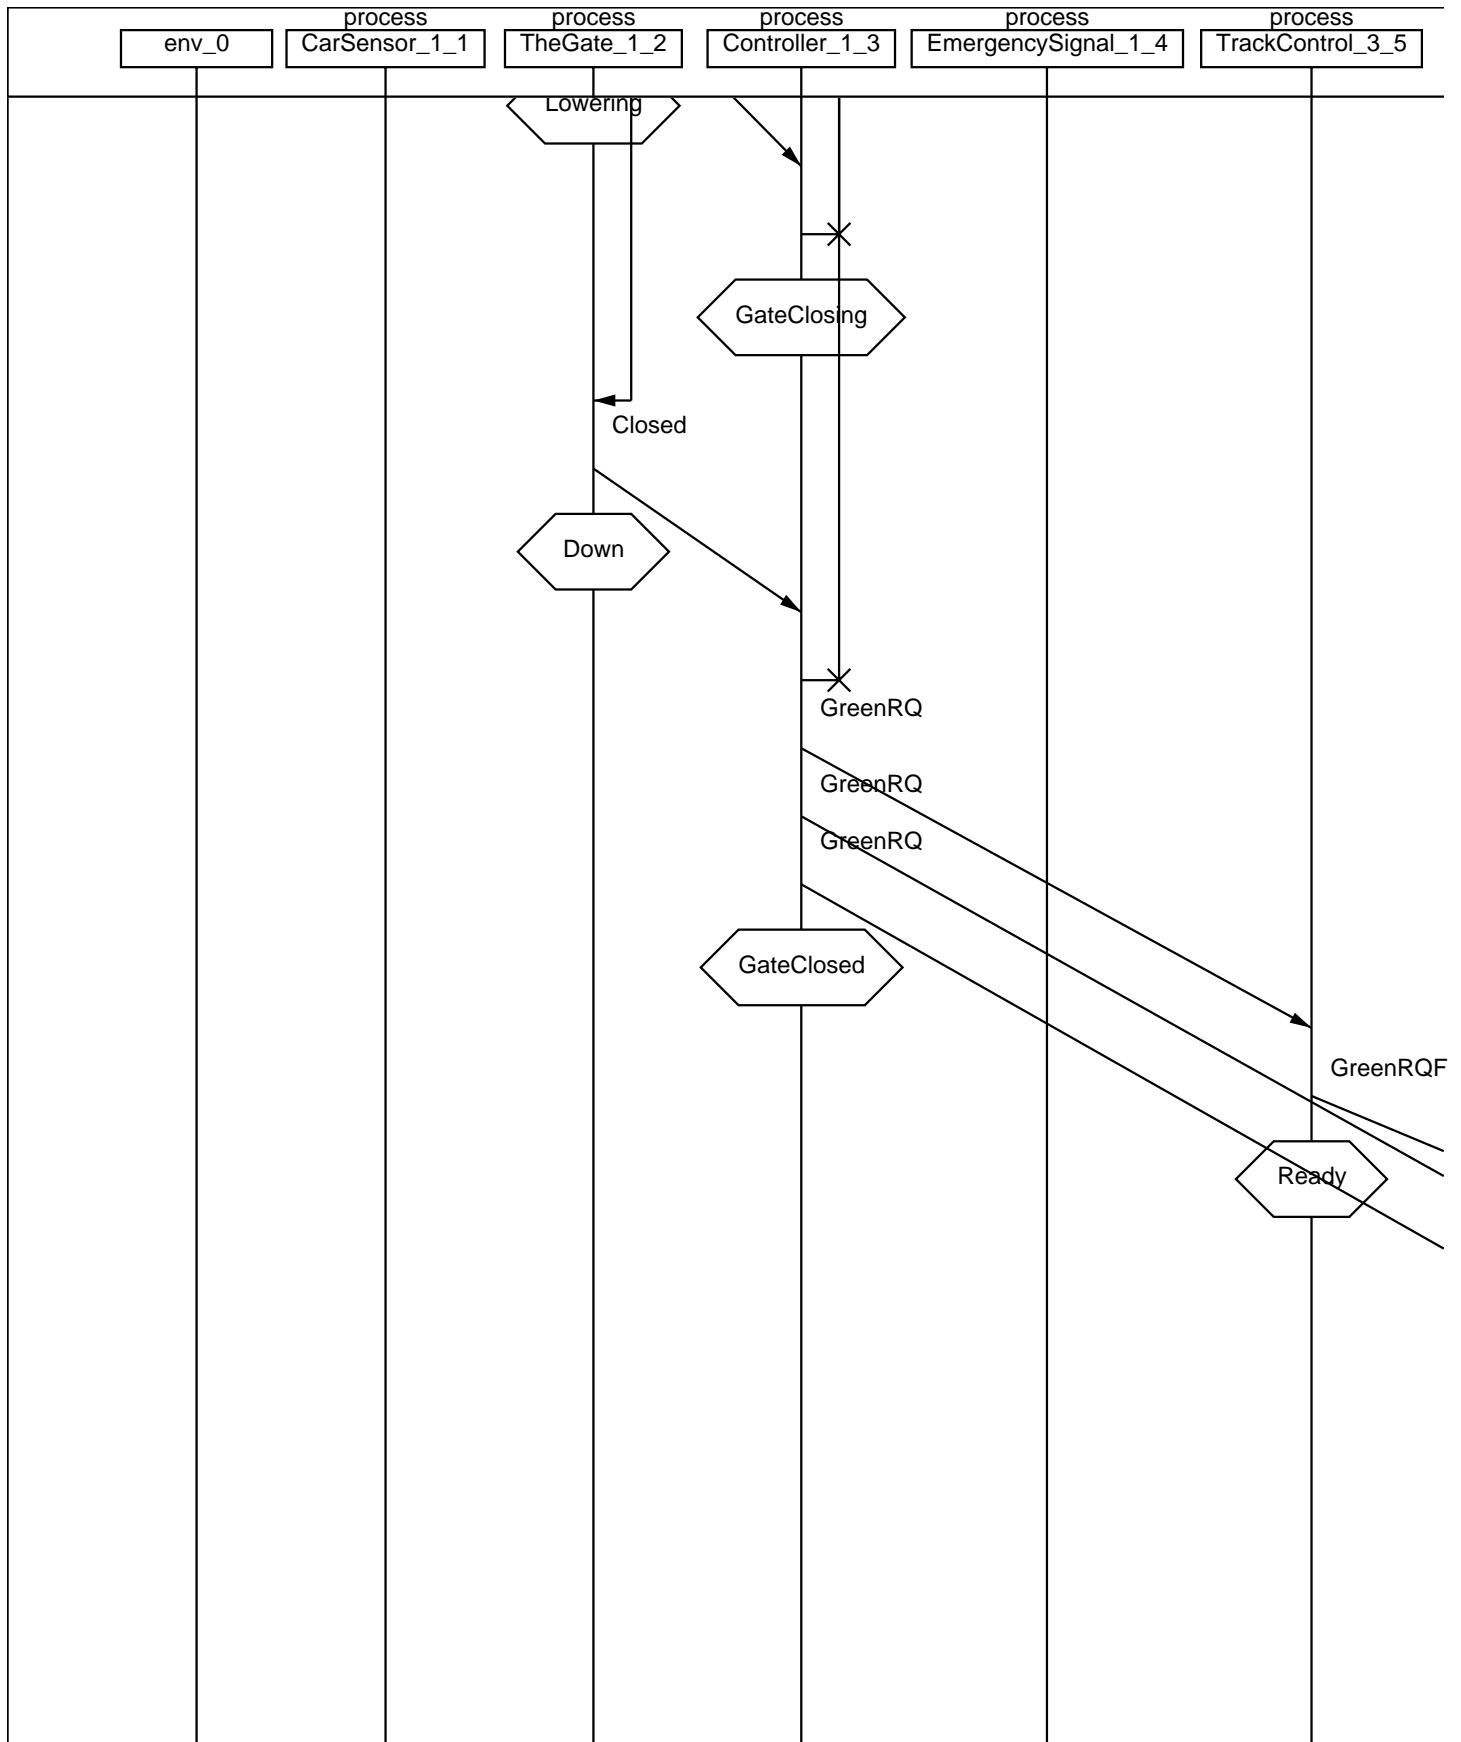 process process process process process
env_0 CarSensor_1_1 TheGate_1_2 Controller_1_3 EmergencySignal_1_4 TrackControl_3_5
Lowering
GateClosing
Closed
Down
GreenRQ
GreenRQ
GreenRQ
GateClosed
GreenRQF
Ready